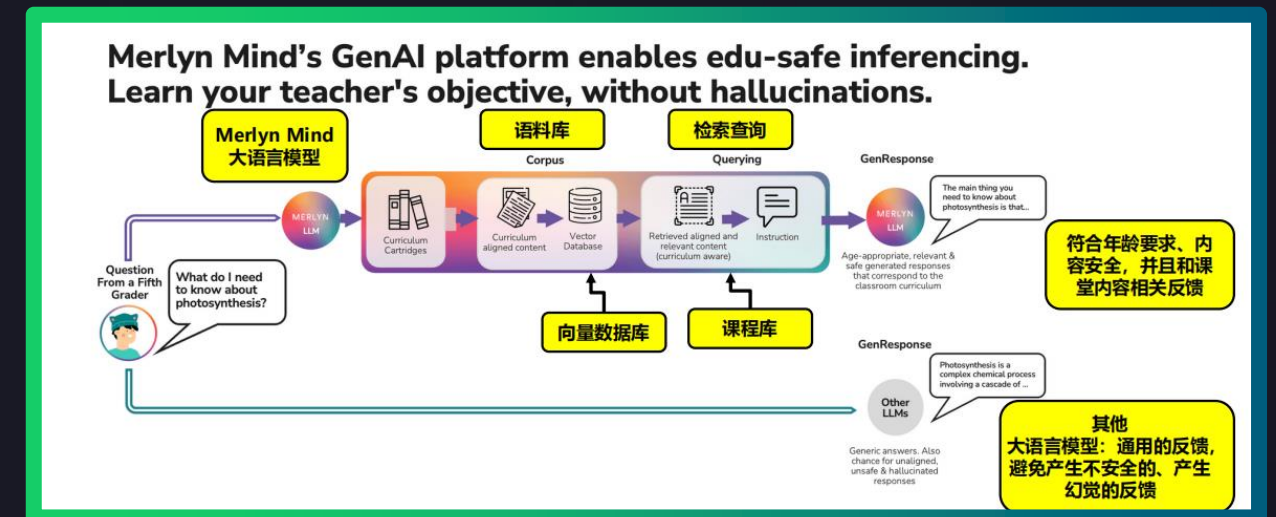 Merlyn Mind's GenAI platform enables edu-safe inferencing.
Learn your teacher's objective, without hallucinations.
Merlyn Mind
大语言模型
语料库
检索查询
Corpus
Querying
GenResponse
MERLYN
LLM
Curriculum
Cartridges
Curriculum
aligned content
Vector
Database
Retrieved aligned and
relevant content
(curriculum aware)
Instruction
MERLYN
LLM
The main thing you
need to know about
photosynthesis is that...
Age-appropriate, relevant &
safe generated responses
that correspond to the
classroom curriculum
符合年龄要求、内
容安全，并且和课
堂内容相关反馈
Question
From a Fifth
Grader
What do I need
to know about
photosynthesis?
向量数据库
课程库
GenResponse
Photosynthesis is a
complex chemical process
involving a cascade of ...
Other
LLMs
Generic answers. Also
chance for unaligned,
unsafe & hallucinated
responses
其他
大语言模型：通用的反馈，
避免产生不安全的、产生
幻觉的反馈